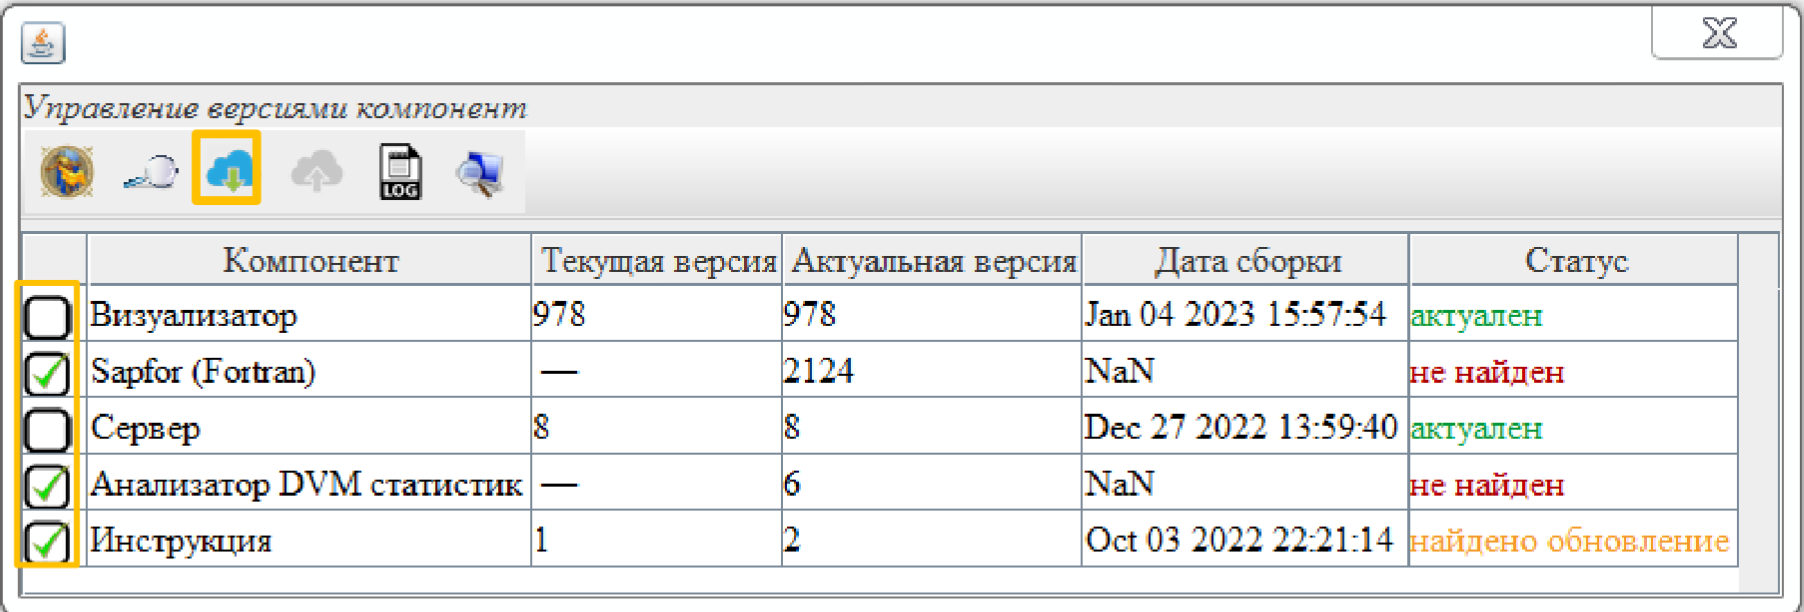 Управление версиями компонент
LOG
Компонент Текущая версия Актуальная версия Дата сборки Статус
Визуализатор 978 978 Jan 04 2023 15:57:54 актуален
Sapfor (Fortran) — 2124 NaN не найден
Сервер 8 8 Dec 27 2022 13:59:40 актуален
Анализатор DVM статистик — 6 NaN не найден
Инструкция 1 2 Oct 03 2022 22:21:14 найдено обновление